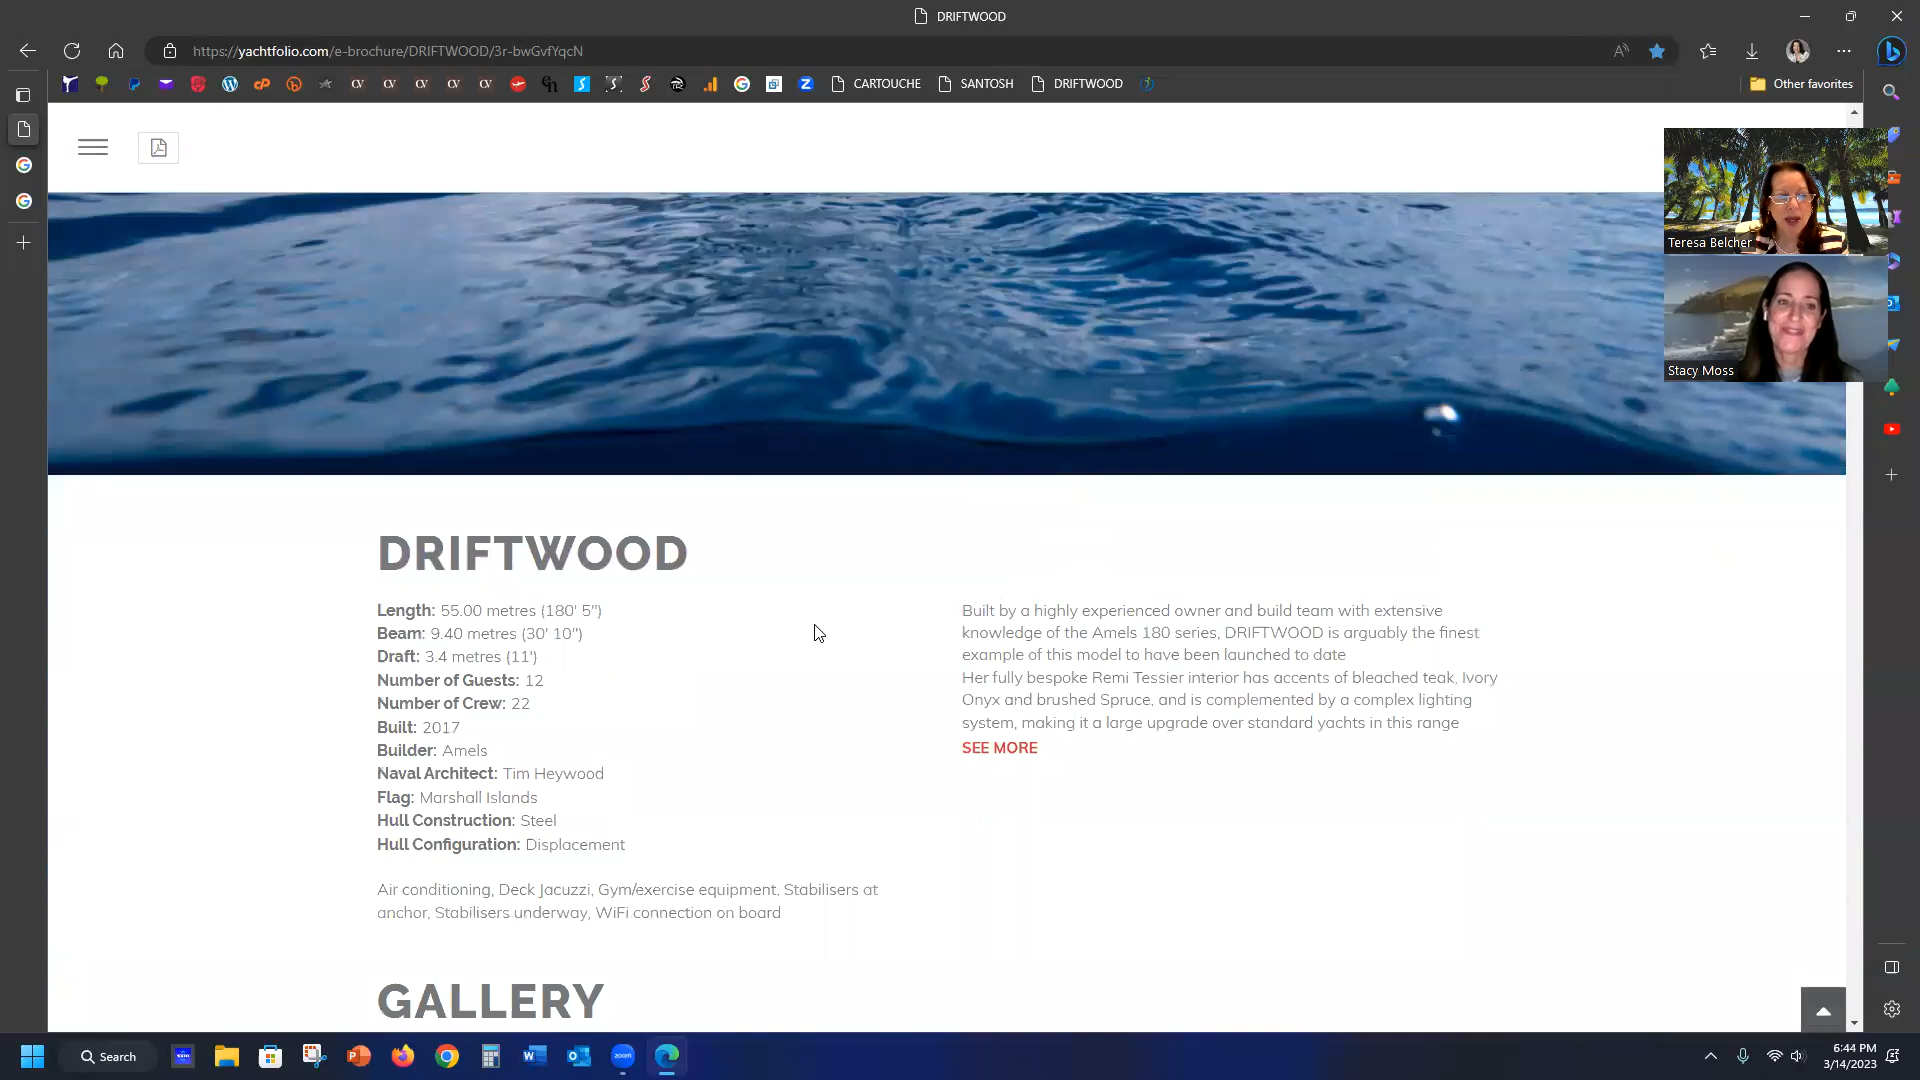 DRIFTWOOD
https://yachtfolio.com/e-brochure/DRIFTWOOD/3r-bwGvfYqcN
CARTOUCHE
SANTOSH
DRIFTWOOD
Other favorites
Teresa Belcher
Stacy Moss
DRIFTWOOD
Length: 55.00 metres (180' 5")
Beam: 9.40 metres (30' 10")
Draft: 3.4 metres (11')
Number of Guests: 12
Number of Crew: 22
Built: 2017
Builder: Amels
Naval Architect: Tim Heywood
Flag: Marshall Islands
Hull Construction: Steel
Hull Configuration: Displacement
Air conditioning, Deck Jacuzzi, Gym/exercise equipment, Stabilisers at
anchor, Stabilisers underway, WiFi connection on board
Built by a highly experienced owner and build team with extensive
knowledge of the Amels 180 series, DRIFTWOOD is arguably the finest
example of this model to have been launched to date
Her fully bespoke Remi Tessier interior has accents of bleached teak, Ivory
Onyx and brushed Spruce, and is complemented by a complex lighting
system, making it a large upgrade over standard yachts in this range
SEE MORE
GALLERY
Search
zoom
6:44 PM
3/14/2023